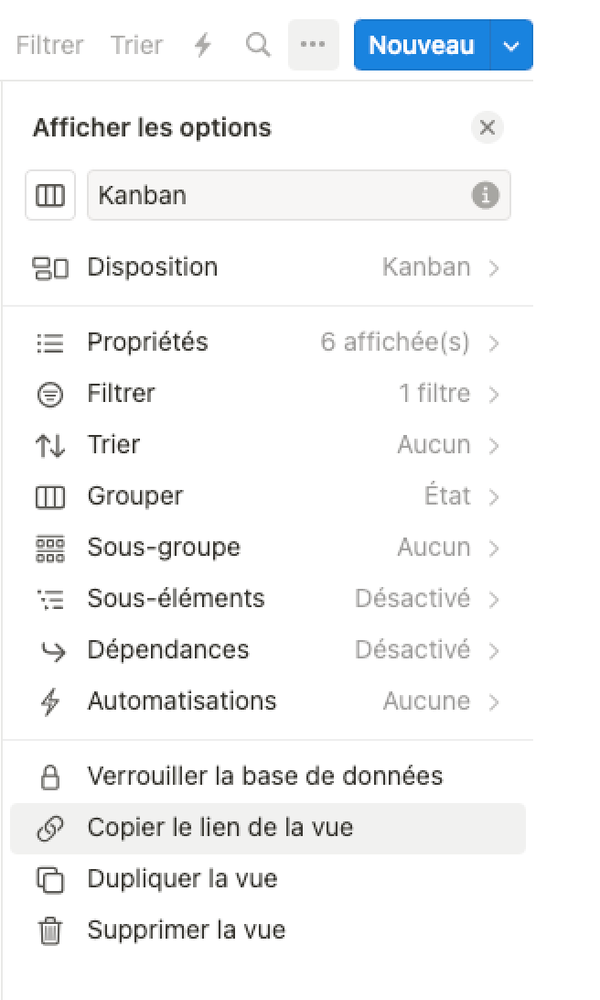 Filtrer Trier Nouveau
Afficher les options
Kanban
Disposition Kanban
Propriétés 6 affichée(s)
Filtrer 1 filtre
Trier Aucun
Grouper État
Sous-groupe Aucun
Sous-éléments Désactivé
Dépendances Désactivé
Automatisations Aucune
Verrouiller la base de données
Copier le lien de la vue
Dupliquer la vue
Supprimer la vue